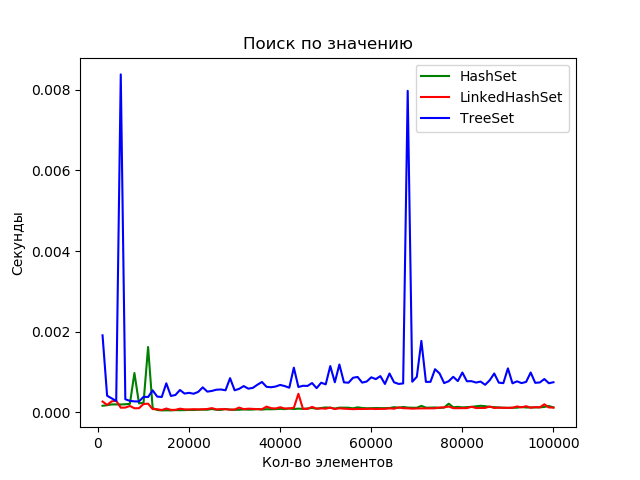 Поиск по значению
HashSet
LinkedHashSet
TreeSet
0.008
0.006
0.004
0.002
0.000
Секунды
0 20000 40000 60000 80000 100000
Кол-во элементов